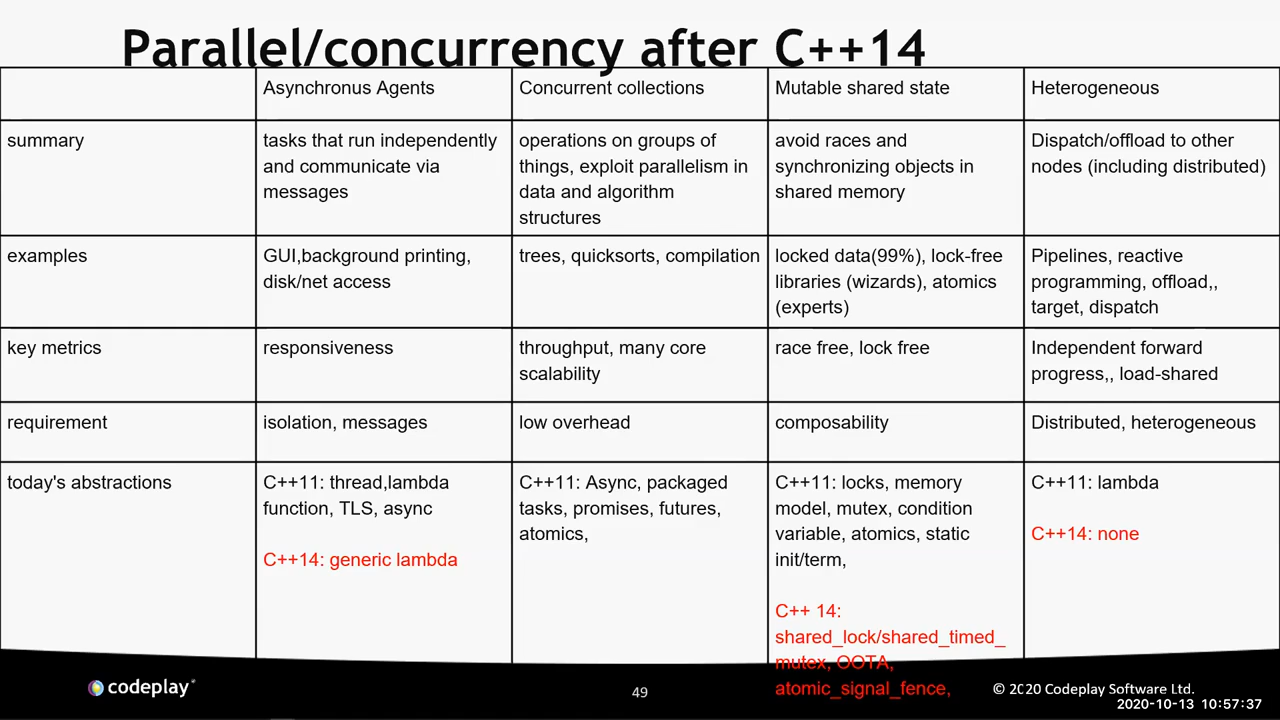 Parallel/concurrency after C++14
Asynchronus Agents
Concurrent collections
Mutable shared state
Heterogeneous
summary
tasks that run independently
and communicate via
messages
operations on groups of
things, exploit parallelism in
data and algorithm
structures
avoid races and
synchronizing objects in
shared memory
Dispatch/offload to other
nodes (including distributed)
examples
GUI,background printing,
disk/net access
trees, quicksorts, compilation
locked data(99%), lock-free
libraries (wizards), atomics
(experts)
Pipelines, reactive
programming, offload,,
target, dispatch
key metrics
responsiveness
throughput, many core
scalability
race free, lock free
Independent forward
progress,, load-shared
requirement
isolation, messages
low overhead
composability
Distributed, heterogeneous
today's abstractions
C++11: thread,lambda
function, TLS, async
C++14: generic lambda
C++11: Async, packaged
tasks, promises, futures,
atomics,
C++11: locks, memory
model, mutex, condition
variable, atomics, static
init/term,
C++ 14:
shared_lock/shared_timed_
mutex, OOTA,
atomic_signal_fence,
C++11: lambda
C++14: none
codeplay
49
© 2020 Codeplay Software Ltd.
2020-10-13 10:57:37